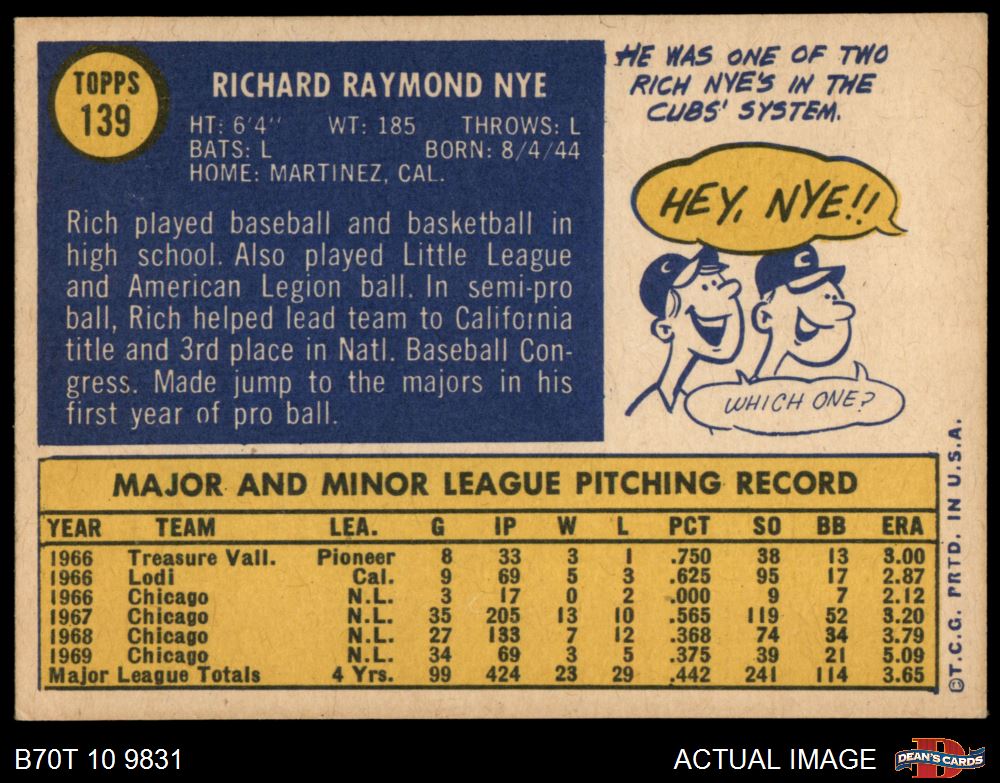 TOPPS
139
RICHARD RAYMOND NYE
HT: 6'4" WT: 185 THROWS: L
BATS: L BORN: 8/4/44
HOME: MARTINEZ, CAL.
Rich played baseball and basketball in
high school. Also played Little League
and American Legion ball. In semi-pro
ball, Rich helped lead team to California
title and 3rd place in Natl. Baseball Con-
gress. Made jump to the majors in his
first year of pro ball.
HE WAS ONE OF TWO
RICH NYE'S IN THE
CUBS' SYSTEM.
HEY, NYE!!
C
C
WHICH ONE?
MAJOR AND MINOR LEAGUE PITCHING RECORD
YEAR TEAM LEA. G IP W L PCT SO BB ERA
1966 Treasure Vall. Pioneer 8 33 3 1 .750 38 13 3.00
1966 Lodi Cal. 9 69 5 3 .625 95 17 2.87
1966 Chicago N.L. 3 17 0 2 .000 9 7 2.12
1967 Chicago N.L. 35 205 13 10 .565 119 52 3.20
1968 Chicago N.L. 27 133 7 12 .368 74 34 3.79
1969 Chicago N.L. 34 69 3 5 .375 39 21 5.09
Major League Totals 4 Yrs. 99 424 23 29 .442 241 114 3.65
©T.C.G. PRTD. IN U.S.A.
B70T 10 9831
ACTUAL IMAGE
D
DEAN'S CARDS